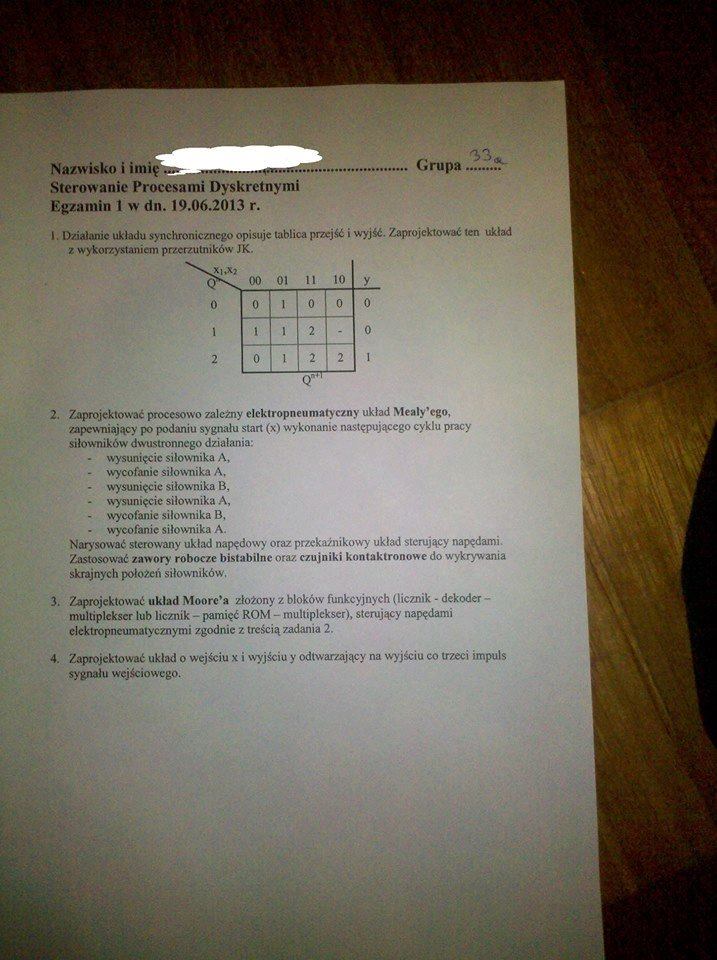 Nazwisko i imię ........................................ Grupa 33a
Sterowanie Procesami Dyskretnymi
Egzamin 1 w dn. 19.06.2013 r.
1. Działanie układu synchronicznego opisuje tablica przejść i wyjść. Zaprojektować ten układ
z wykorzystaniem przerzutników JK.
x1,x2
Qn 00 01 11 10 y
0 0 1 0 0 0
1 1 1 2 - 0
2 0 1 2 2 1
Qn+1
2. Zaprojektować procesowo zależny elektropneumatyczny układ Mealy'ego,
zapewniający po podaniu sygnału start (x) wykonanie następującego cyklu pracy
siłowników dwustronnego działania:
- wysunięcie siłownika A,
- wycofanie siłownika A,
- wysunięcie siłownika B,
- wysunięcie siłownika A,
- wycofanie siłownika B,
- wycofanie siłownika A.
Narysować sterowany układ napędowy oraz przekaźnikowy układ sterujący napędami.
Zastosować zawory robocze bistabilne oraz czujniki kontaktronowe do wykrywania
skrajnych położeń siłowników.
3. Zaprojektować układ Moore'a złożony z bloków funkcyjnych (licznik - dekoder –
multiplekser lub licznik – pamięć ROM – multiplekser), sterujący napędami
elektropneumatycznymi zgodnie z treścią zadania 2.
4. Zaprojektować układ o wejściu x i wyjściu y odtwarzający na wyjściu co trzeci impuls
sygnału wejściowego.